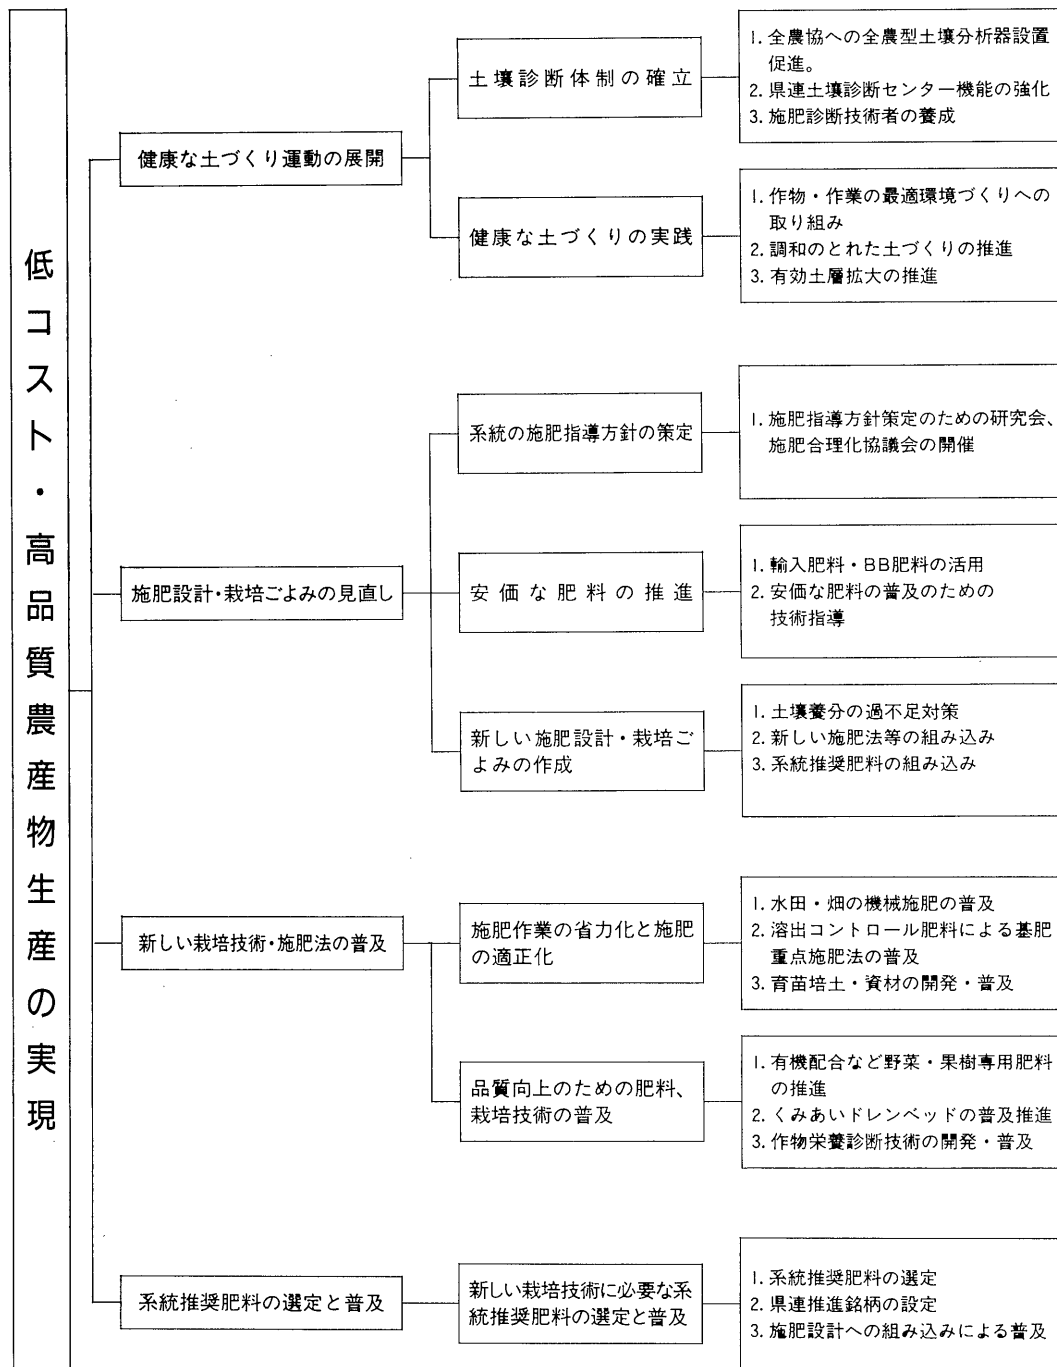 低コスト・高品質農産物生産の実現
健康な土づくり運動の展開
土壌診断体制の確立
1. 全農協への全農型土壌分析器設置
促進。
2. 県連土壌診断センター機能の強化
3. 施肥診断技術者の養成
健康な土づくりの実践
1. 作物・作業の最適環境づくりへの
取り組み
2. 調和のとれた土づくりの推進
3. 有効土層拡大の推進
施肥設計・栽培ごよみの見直し
系統の施肥指導方針の策定
1. 施肥指導方針策定のための研究会、
施肥合理化協議会の開催
安価な肥料の推進
1. 輸入肥料・BB肥料の活用
2. 安価な肥料の普及のための
技術指導
新しい施肥設計・栽培ご
よみの作成
1. 土壌養分の過不足対策
2. 新しい施肥法等の組み込み
3. 系統推奨肥料の組み込み
新しい栽培技術・施肥法の普及
施肥作業の省力化と施肥
の適正化
1. 水田・畑の機械施肥の普及
2. 溶出コントロール肥料による基肥
重点施肥法の普及
3. 育苗培土・資材の開発・普及
品質向上のための肥料、
栽培技術の普及
1. 有機配合など野菜・果樹専用肥料
の推進
2. くみあいドレンベッドの普及推進
3. 作物栄養診断技術の開発・普及
系統推奨肥料の選定と普及
新しい栽培技術に必要な系
統推奨肥料の選定と普及
1. 系統推奨肥料の選定
2. 県連推進銘柄の設定
3. 施肥設計への組み込みによる普及